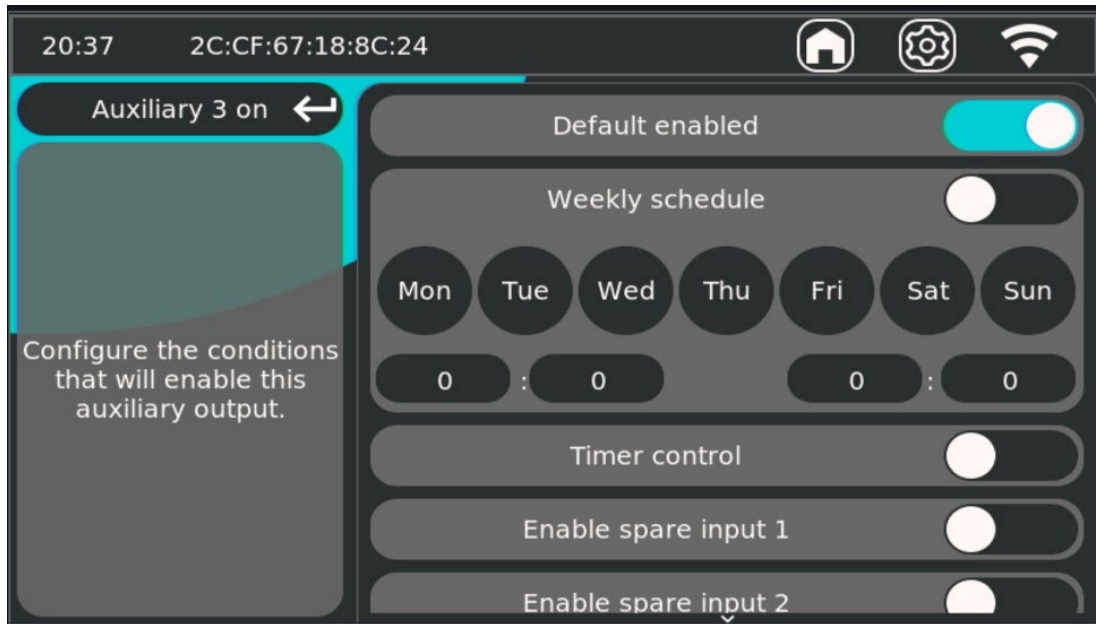 20:37 2C:CF:67:18:8C:24
Auxiliary 3 on
Configure the conditions
that will enable this
auxiliary output.
Default enabled
Weekly schedule
Mon Tue Wed Thu Fri Sat Sun
0 : 0 0 : 0
Timer control
Enable spare input 1
Enable spare input 2